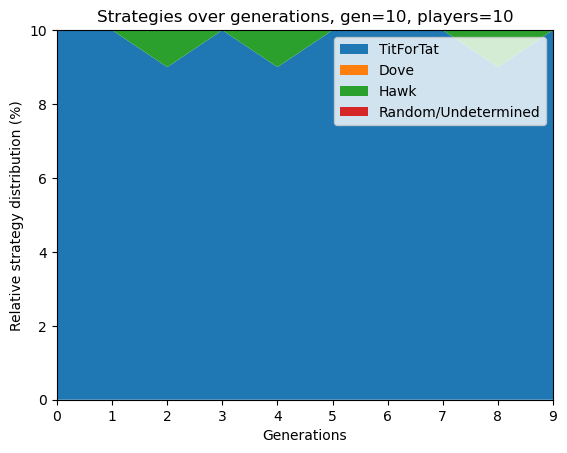 Strategies over generations, gen=10, players=10
10
8
6
4
2
0
Relative strategy distribution (%)
TitForTat
Dove
Hawk
Random/Undetermined
0 1 2 3 4 5 6 7 8 9
Generations